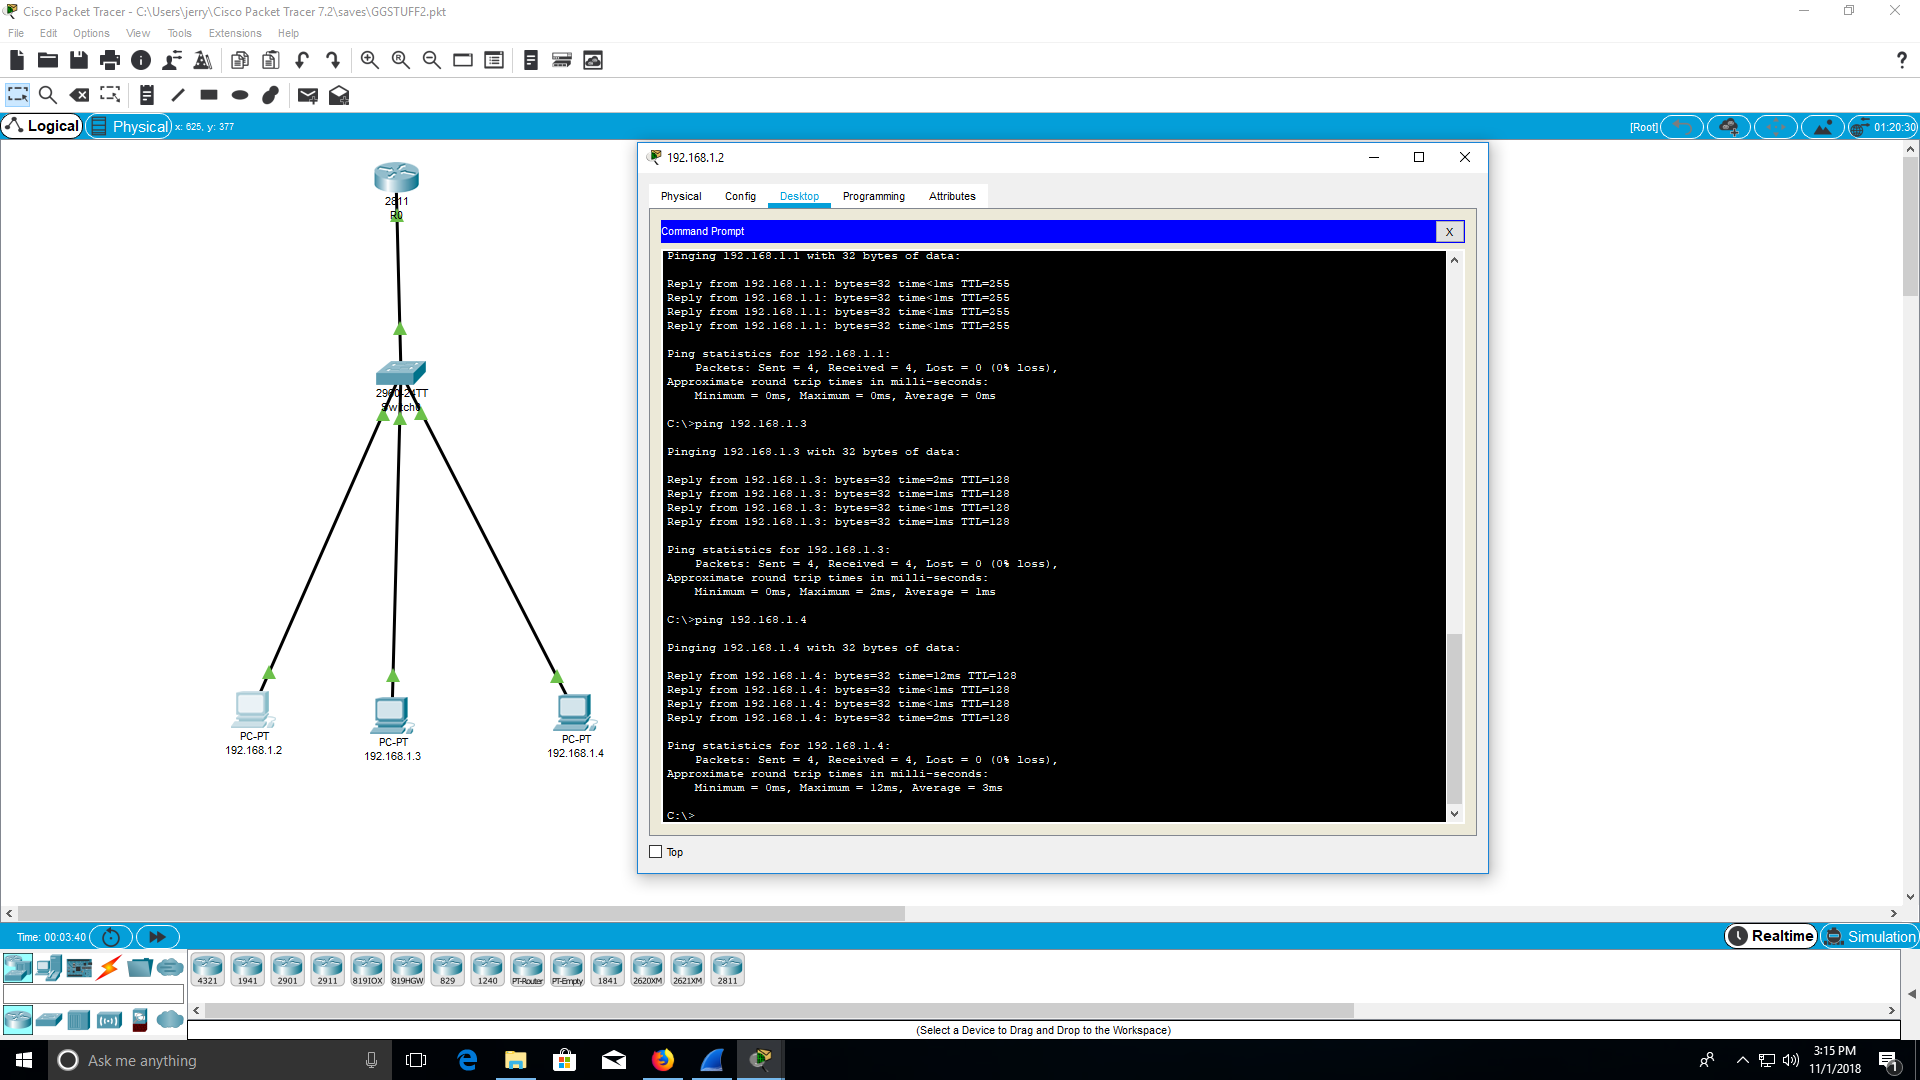 Cisco Packet Tracer - C:\Users\jerry\Cisco Packet Tracer 7.2\saves\GGSTUFF2.pkt
File Edit Options View Tools Extensions Help
Logical Physical x: 625, y: 377 [Root] 01:20:30
2811
R0
2960-24TT
Switch0
PC-PT
192.168.1.2
PC-PT
192.168.1.3
PC-PT
192.168.1.4
192.168.1.2
Physical Config Desktop Programming Attributes
Command Prompt X
Pinging 192.168.1.1 with 32 bytes of data:
Reply from 192.168.1.1: bytes=32 time<1ms TTL=255
Reply from 192.168.1.1: bytes=32 time<1ms TTL=255
Reply from 192.168.1.1: bytes=32 time<1ms TTL=255
Reply from 192.168.1.1: bytes=32 time<1ms TTL=255
Ping statistics for 192.168.1.1:
Packets: Sent = 4, Received = 4, Lost = 0 (0% loss),
Approximate round trip times in milli-seconds:
Minimum = 0ms, Maximum = 0ms, Average = 0ms
C:\>ping 192.168.1.3
Pinging 192.168.1.3 with 32 bytes of data:
Reply from 192.168.1.3: bytes=32 time=2ms TTL=128
Reply from 192.168.1.3: bytes=32 time=1ms TTL=128
Reply from 192.168.1.3: bytes=32 time<1ms TTL=128
Reply from 192.168.1.3: bytes=32 time=1ms TTL=128
Ping statistics for 192.168.1.3:
Packets: Sent = 4, Received = 4, Lost = 0 (0% loss),
Approximate round trip times in milli-seconds:
Minimum = 0ms, Maximum = 2ms, Average = 1ms
C:\>ping 192.168.1.4
Pinging 192.168.1.4 with 32 bytes of data:
Reply from 192.168.1.4: bytes=32 time=12ms TTL=128
Reply from 192.168.1.4: bytes=32 time<1ms TTL=128
Reply from 192.168.1.4: bytes=32 time<1ms TTL=128
Reply from 192.168.1.4: bytes=32 time=2ms TTL=128
Ping statistics for 192.168.1.4:
Packets: Sent = 4, Received = 4, Lost = 0 (0% loss),
Approximate round trip times in milli-seconds:
Minimum = 0ms, Maximum = 12ms, Average = 3ms
C:\>
Top
Time: 00:03:40 Realtime Simulation
4321 1941 2901 2911 819IOX 819HGW 829 1240 PT-Router PT-Empty 1841 2620XM 2621XM 2811
(Select a Device to Drag and Drop to the Workspace)
Ask me anything
3:15 PM
11/1/2018
1